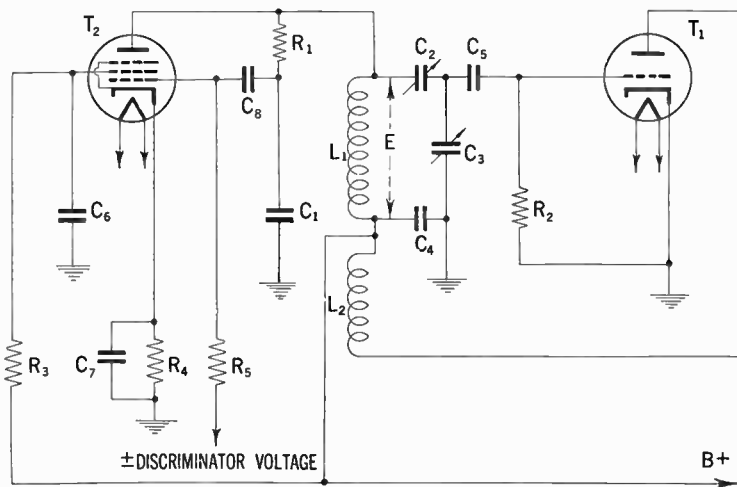 T₂
R₁
C₂
C₅
T₁
C₈
L₁
E
C₃
C₆
C₁
C₄
R₂
L₂
R₃
C₇
R₄
R₅
±DISCRIMINATOR VOLTAGE
B+